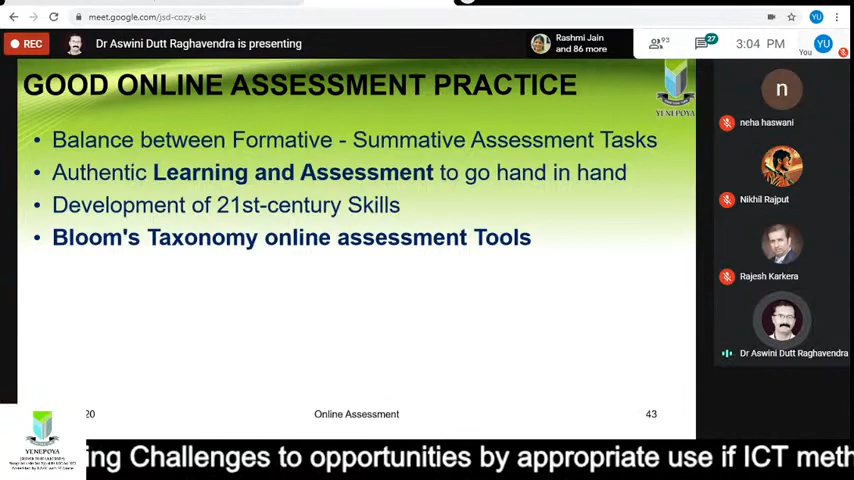 meet.google.com/jsd-cozy-aki
YU
REC
Dr Aswini Dutt Raghavendra is presenting
Rashmi Jain
and 86 more
93
27
3:04 PM
You
YU
GOOD ONLINE ASSESSMENT PRACTICE
YENEPOYA
• Balance between Formative - Summative Assessment Tasks
• Authentic Learning and Assessment to go hand in hand
• Development of 21st-century Skills
• Bloom's Taxonomy online assessment Tools
n
neha haswani
Nikhil Rajput
Rajesh Karkera
Dr Aswini Dutt Raghavendra
20
Online Assessment
43
YENEPOYA
ing Challenges to opportunities by appropriate use if ICT meth